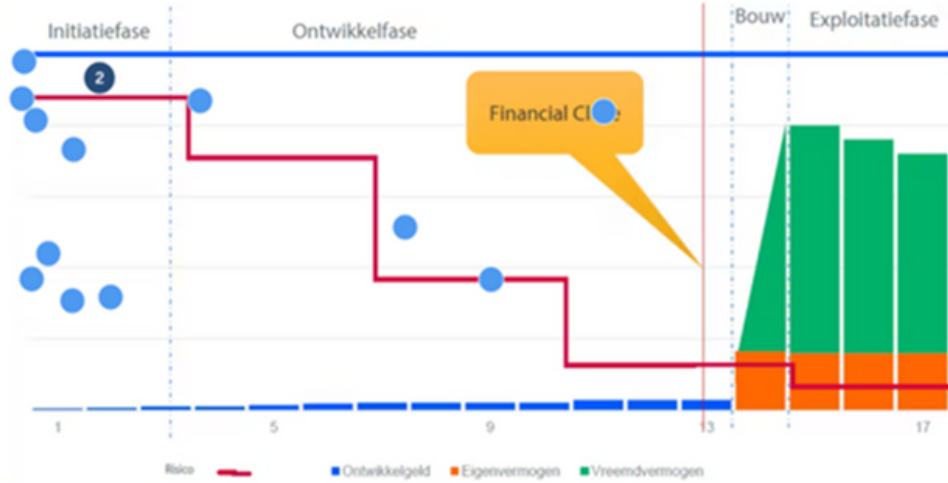 Initiatiefase Ontwikkelfase Bouw Exploitatiefase
2
Financial Cl e
1 5 9 13 17
Risico Ontwikkelgeld Eigenvermogen Vreemdvermogen